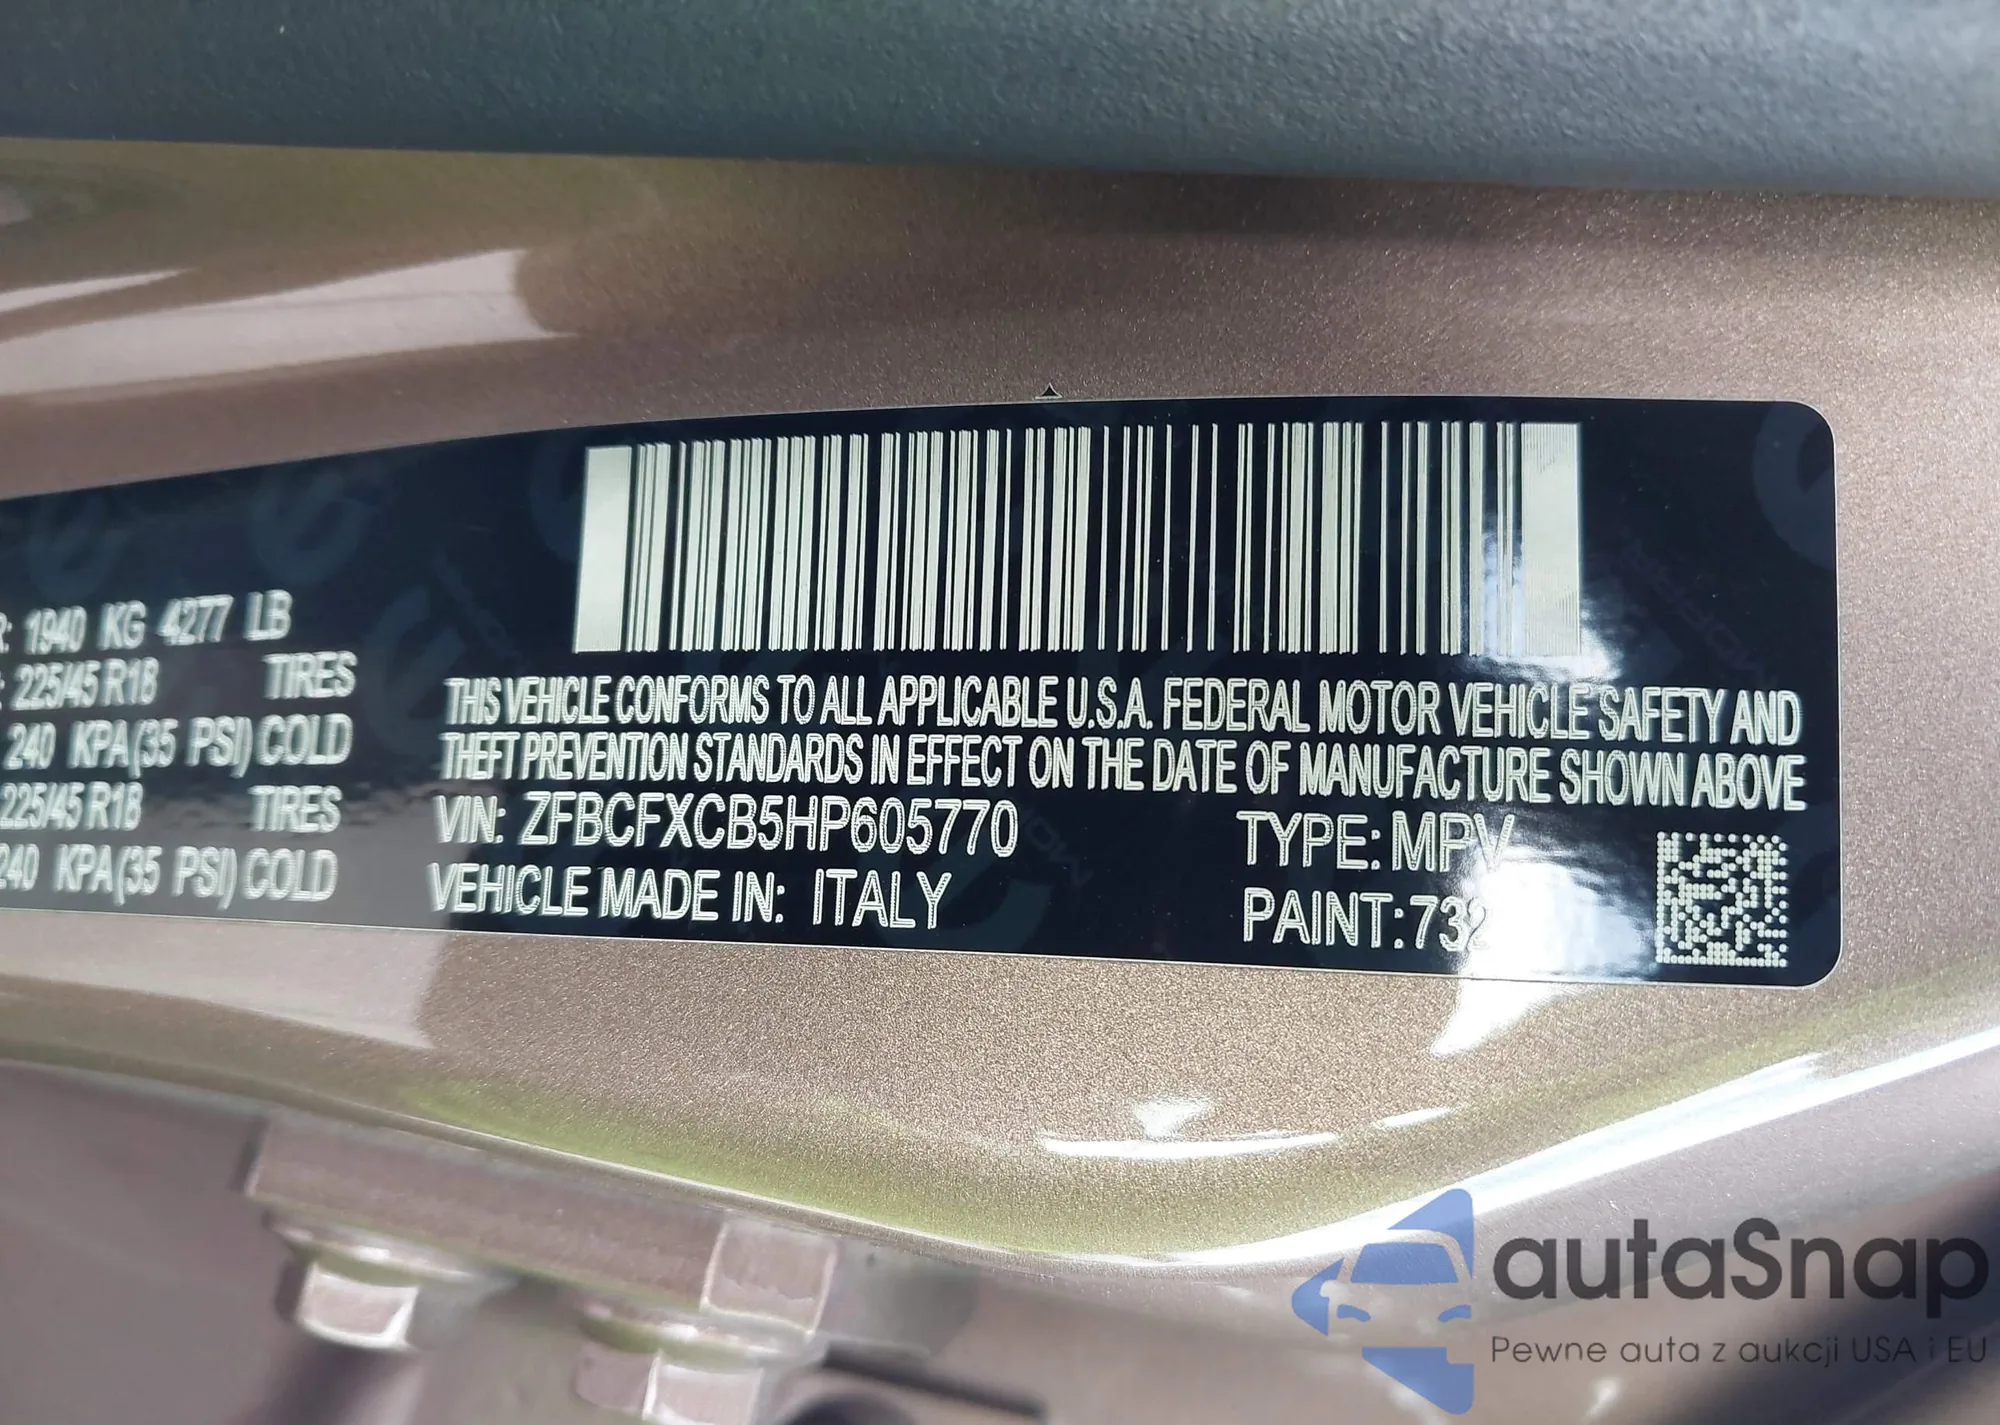 R: 1940 KG 4277 LB
225/45 R18 TIRES
240 KPA(35 PSI) COLD
225/45 R18 TIRES
240 KPA(35 PSI) COLD
THIS VEHICLE CONFORMS TO ALL APPLICABLE U.S.A. FEDERAL MOTOR VEHICLE SAFETY AND
THEFT PREVENTION STANDARDS IN EFFECT ON THE DATE OF MANUFACTURE SHOWN ABOVE
VIN: ZFBCFXCB5HP605770
TYPE: MPV
VEHICLE MADE IN: ITALY
PAINT: 732
autaSnap
Pewne auta z aukcji USA i EU